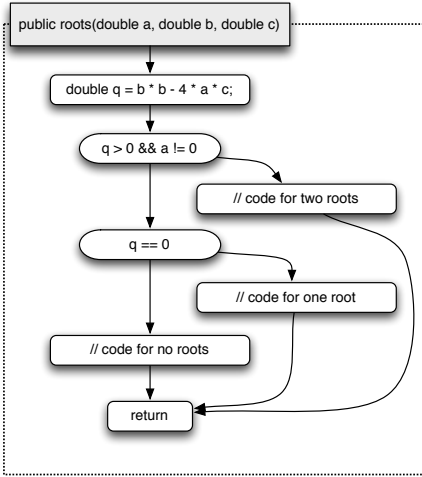 public roots(double a, double b, double c)
double q = b * b - 4 * a * c;
q > 0 && a != 0
// code for two roots
q == 0
// code for one root
// code for no roots
return